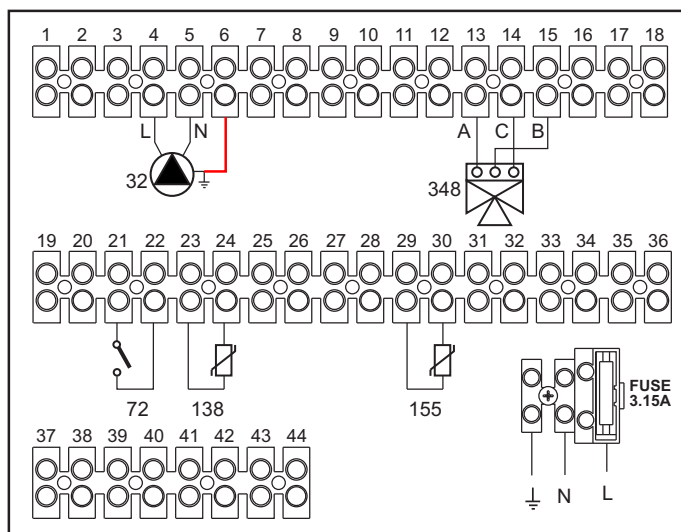 1 2 3 4 5 6 7 8 9 10 11 12 13 14 15 16 17 18
L N A C B
32 348
19 20 21 22 23 24 25 26 27 28 29 30 31 32 33 34 35 36
72 138 155
FUSE
3.15A
37 38 39 40 41 42 43 44
N L